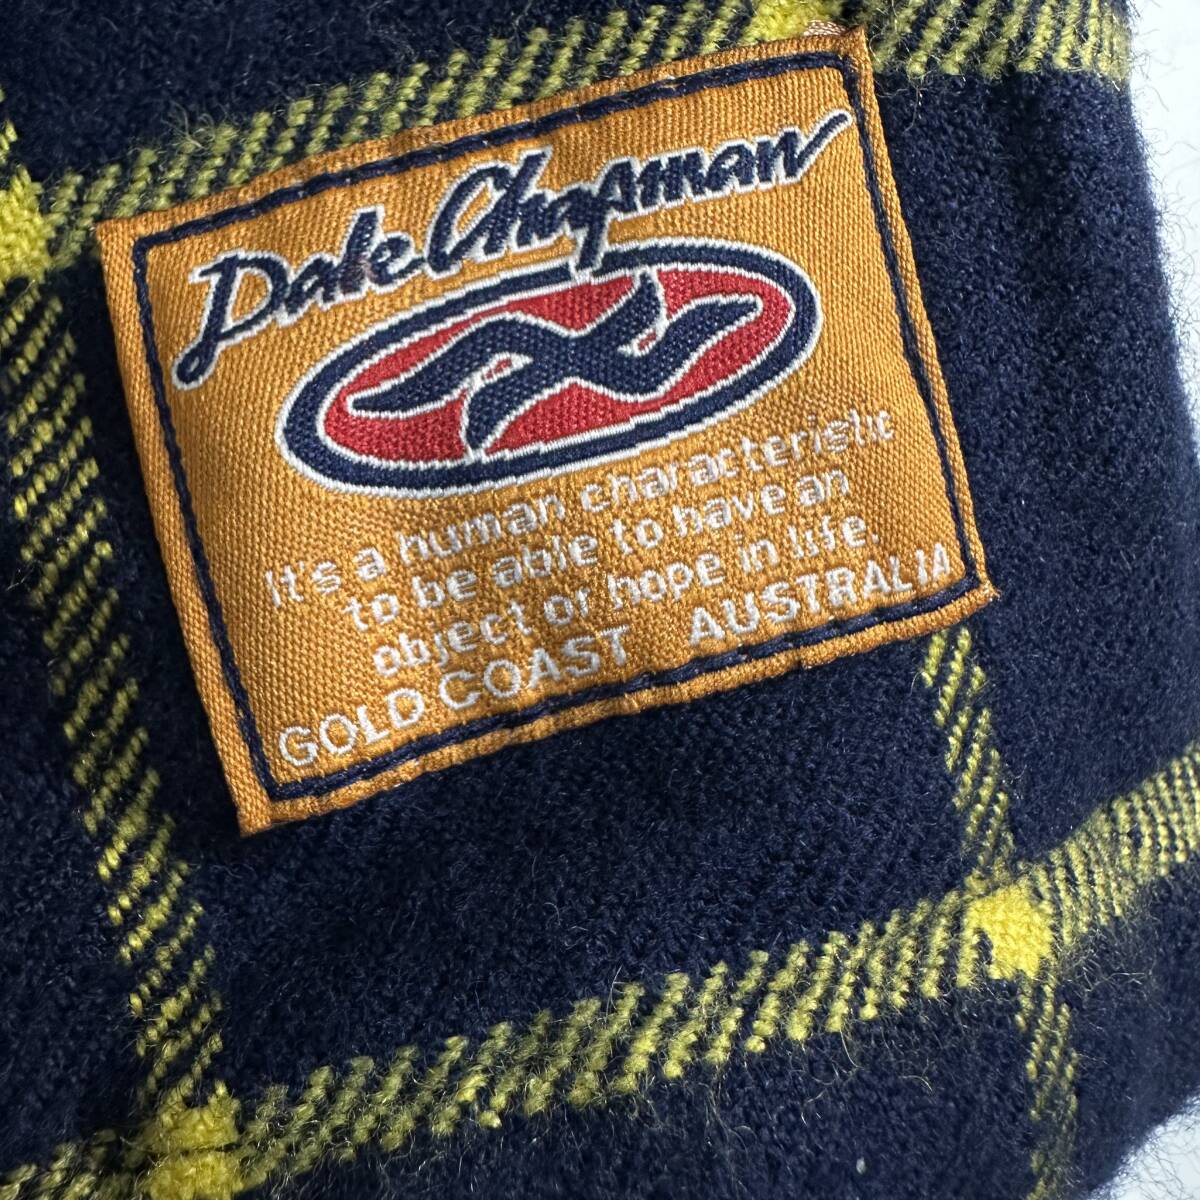 Dale Chapman
It's a human characteristic
to be able to have an
object or hope in life.
GOLD COAST AUSTRALIA